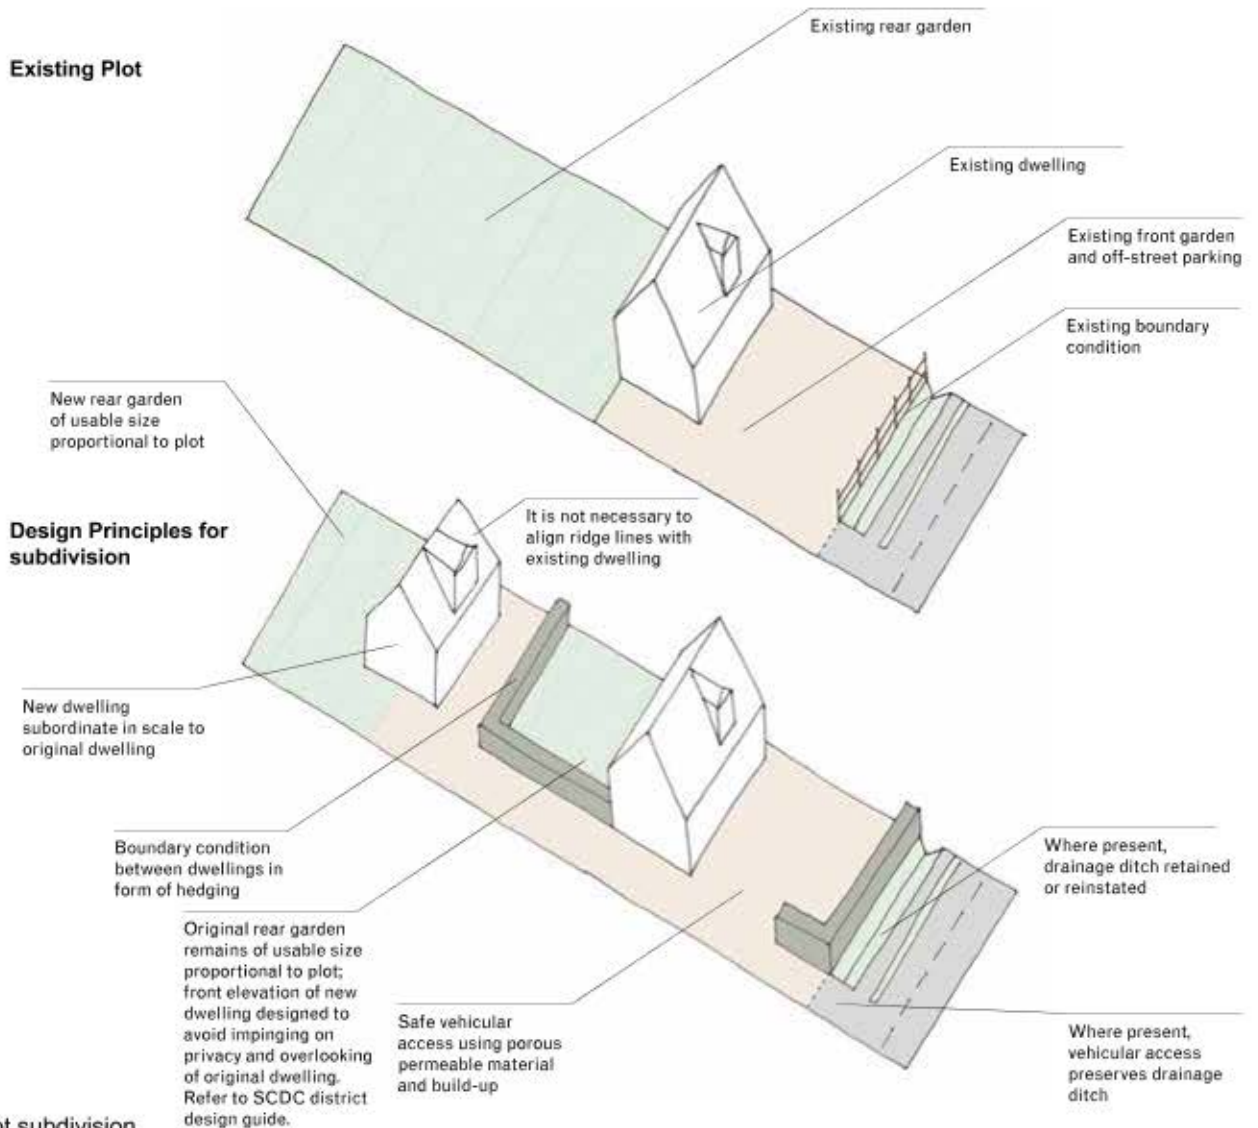 Existing Plot
Existing rear garden
Existing dwelling
Existing front garden
and off-street parking
Existing boundary
condition
New rear garden
of usable size
proportional to plot
Design Principles for
subdivision
It is not necessary to
align ridge lines with
existing dwelling
New dwelling
subordinate in scale to
original dwelling
Boundary condition
between dwellings in
form of hedging
Where present,
drainage ditch retained
or reinstated
Original rear garden
remains of usable size
proportional to plot;
front elevation of new
dwelling designed to
avoid impinging on
privacy and overlooking
of original dwelling.
Refer to SCDC district
design guide.
Safe vehicular
access using porous
permeable material
and build-up
Where present,
vehicular access
preserves drainage
ditch
subdivision